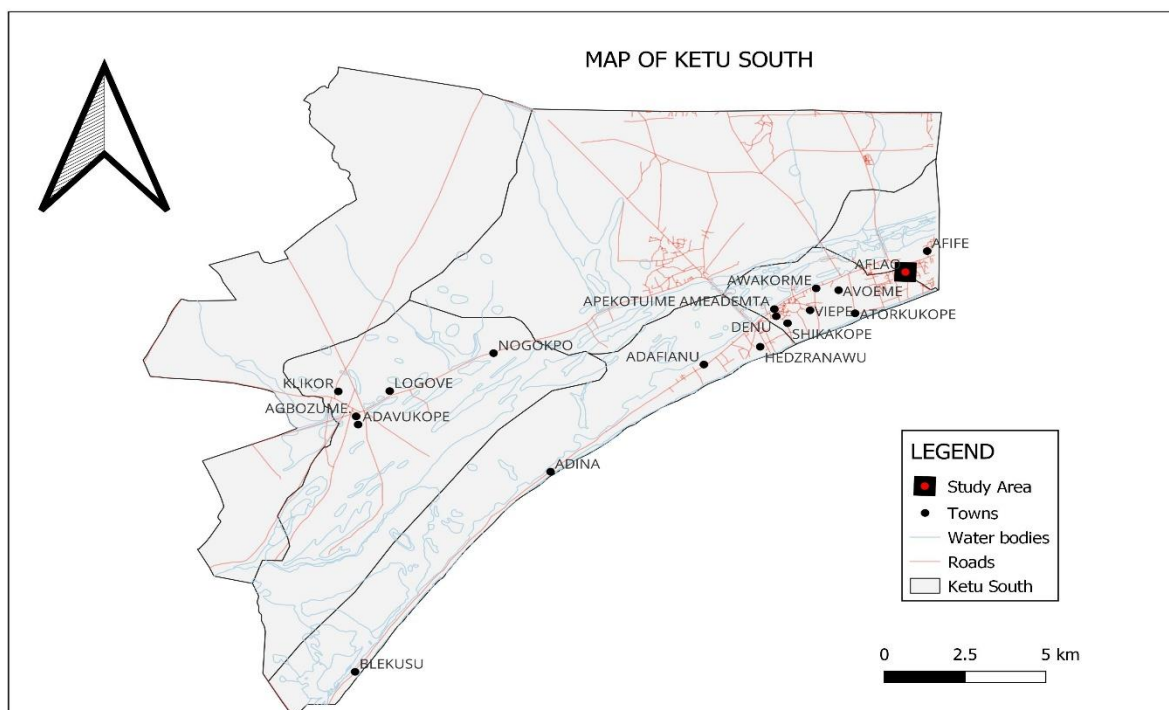 MAP OF KETU SOUTH
AFIFE
AFLAO
AWAKORME
AVOEME
APEKOTUIME AMEADEMTA
VIEPE
ATORKUKOPE
DENU
SHIKAKOPE
HEDZRANAWU
NOGOKPO
ADAFIANU
KLIKOR
LOGOVE
AGBOZUME
ADAVUKOPE
ADINA
BLEKUSU
LEGEND
Study Area
Towns
Water bodies
Roads
Ketu South
0 2.5 5 km